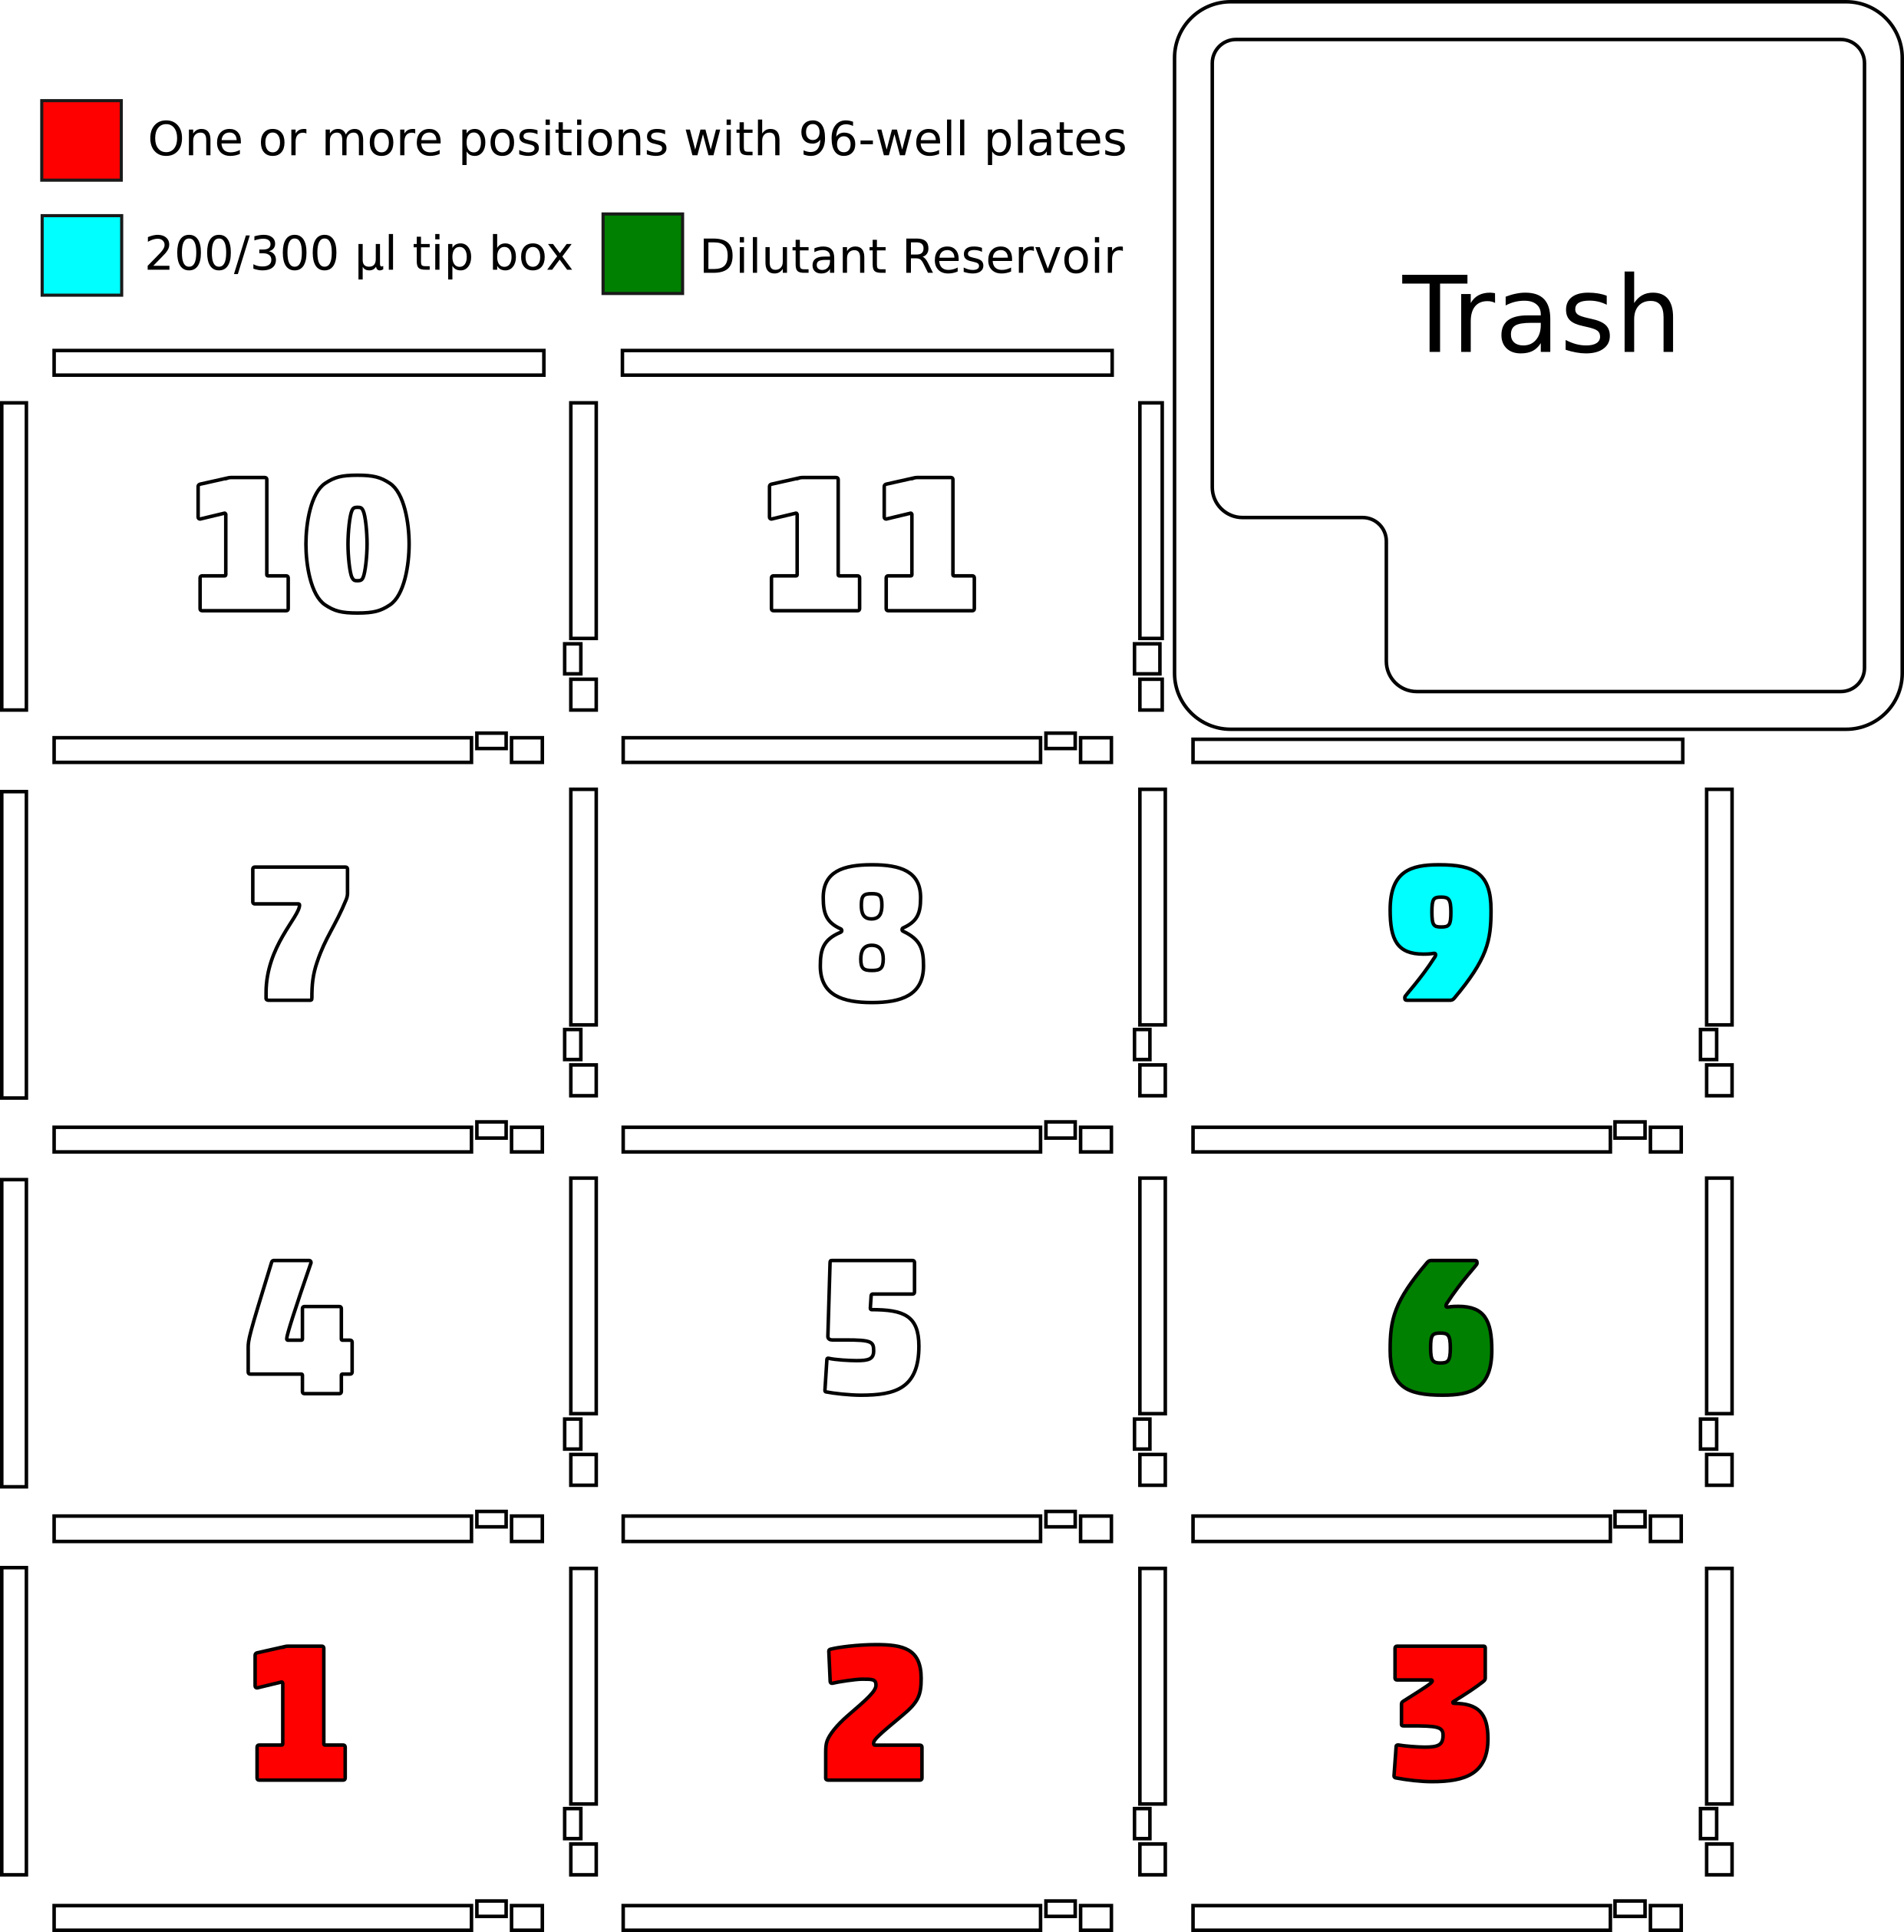 One or more positions with 96-well plates
200/300 µl tip box
Dilutant Reservoir
Trash
10
11
7
8
9
4
5
6
1
2
3